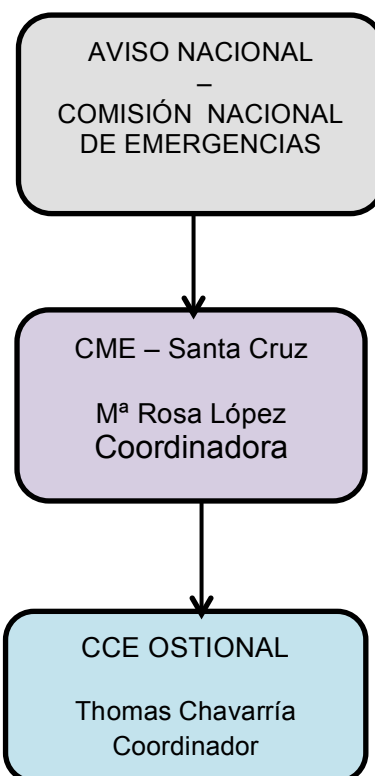 AVISO NACIONAL
–
COMISIÓN NACIONAL
DE EMERGENCIAS
CME – Santa Cruz
Mª Rosa López
Coordinadora
CCE OSTIONAL
Thomas Chavarría
Coordinador